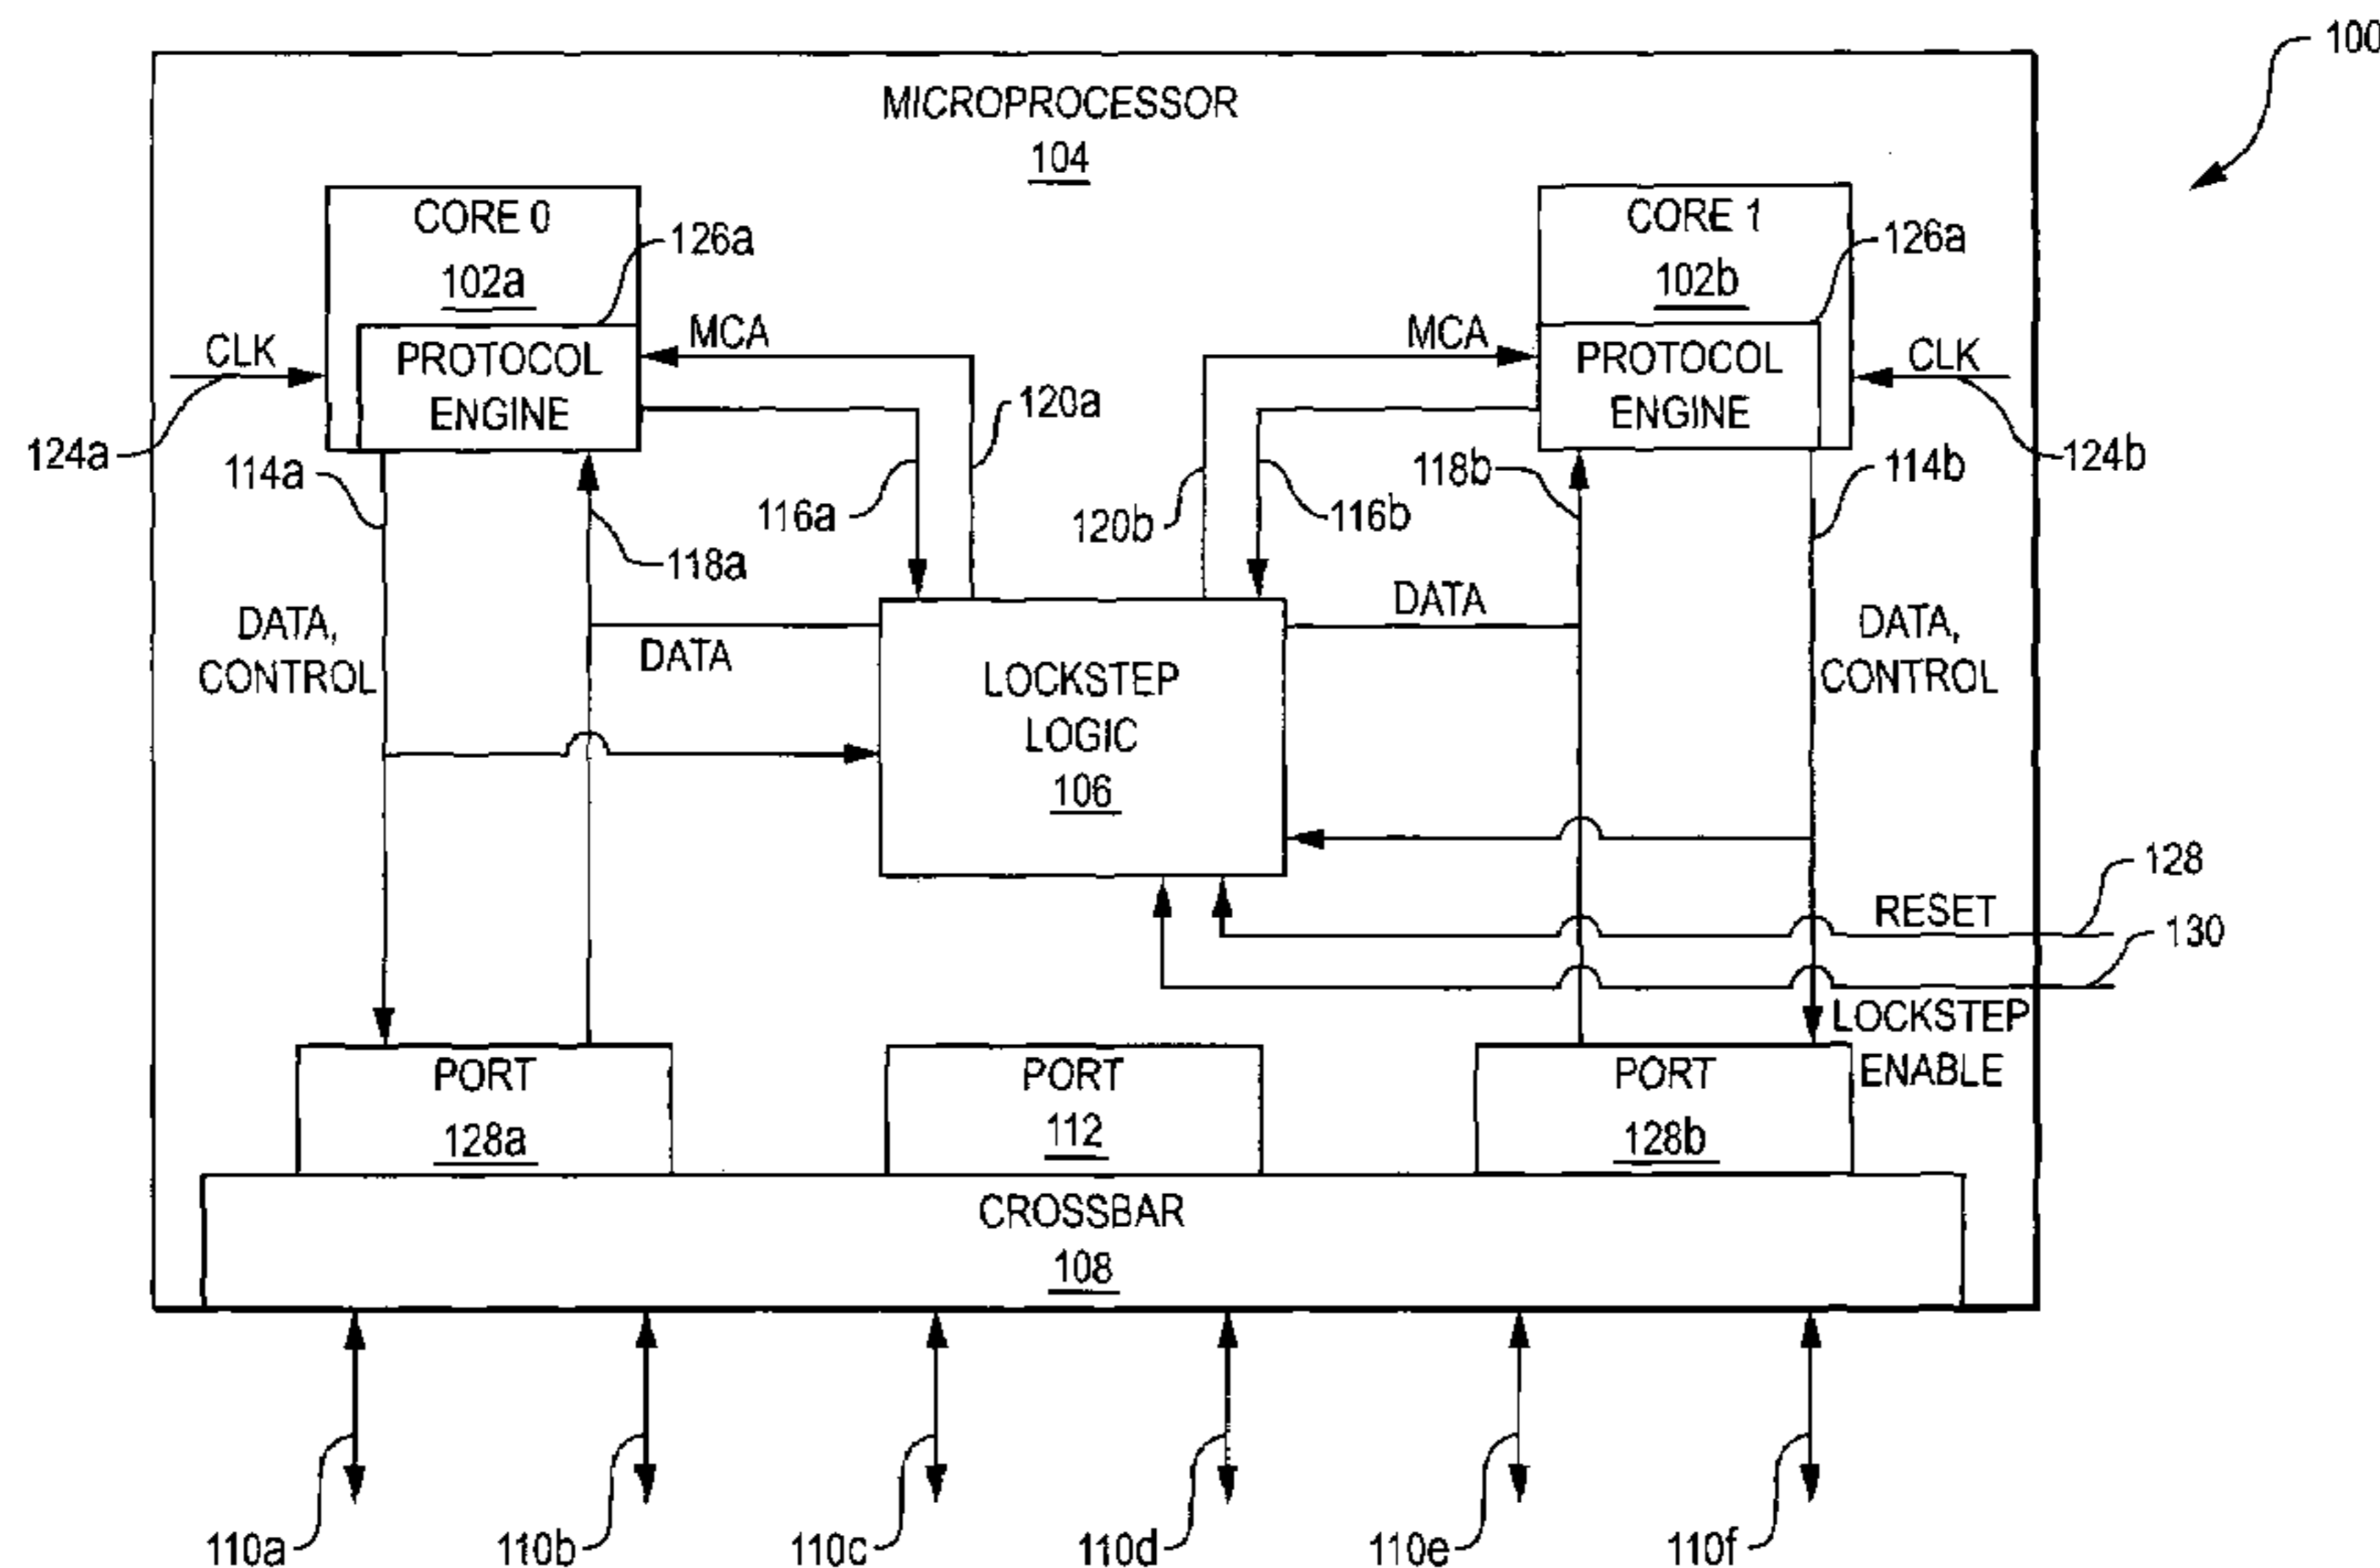 100
MICROPROCESSOR
104
CORE 0
102a
126a
PROTOCOL
ENGINE
CLK
124a
MCA
120a
116a
114a
118a
CORE 1
102b
126a
PROTOCOL
ENGINE
CLK
124b
MCA
120b
116b
118b
114b
DATA,
CONTROL
DATA
LOCKSTEP
LOGIC
106
DATA
DATA,
CONTROL
RESET
128
130
LOCKSTEP
ENABLE
PORT
128a
PORT
112
PORT
128b
CROSSBAR
108
110a
110b
110c
110d
110e
110f